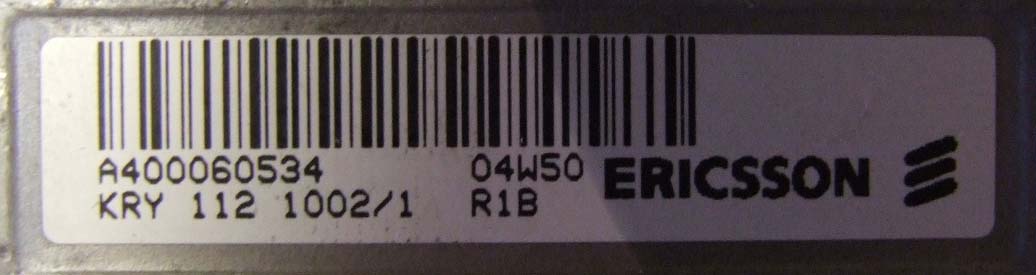 A400060534 04W50 ERICSSON
KRY 112 1002/1 R1B